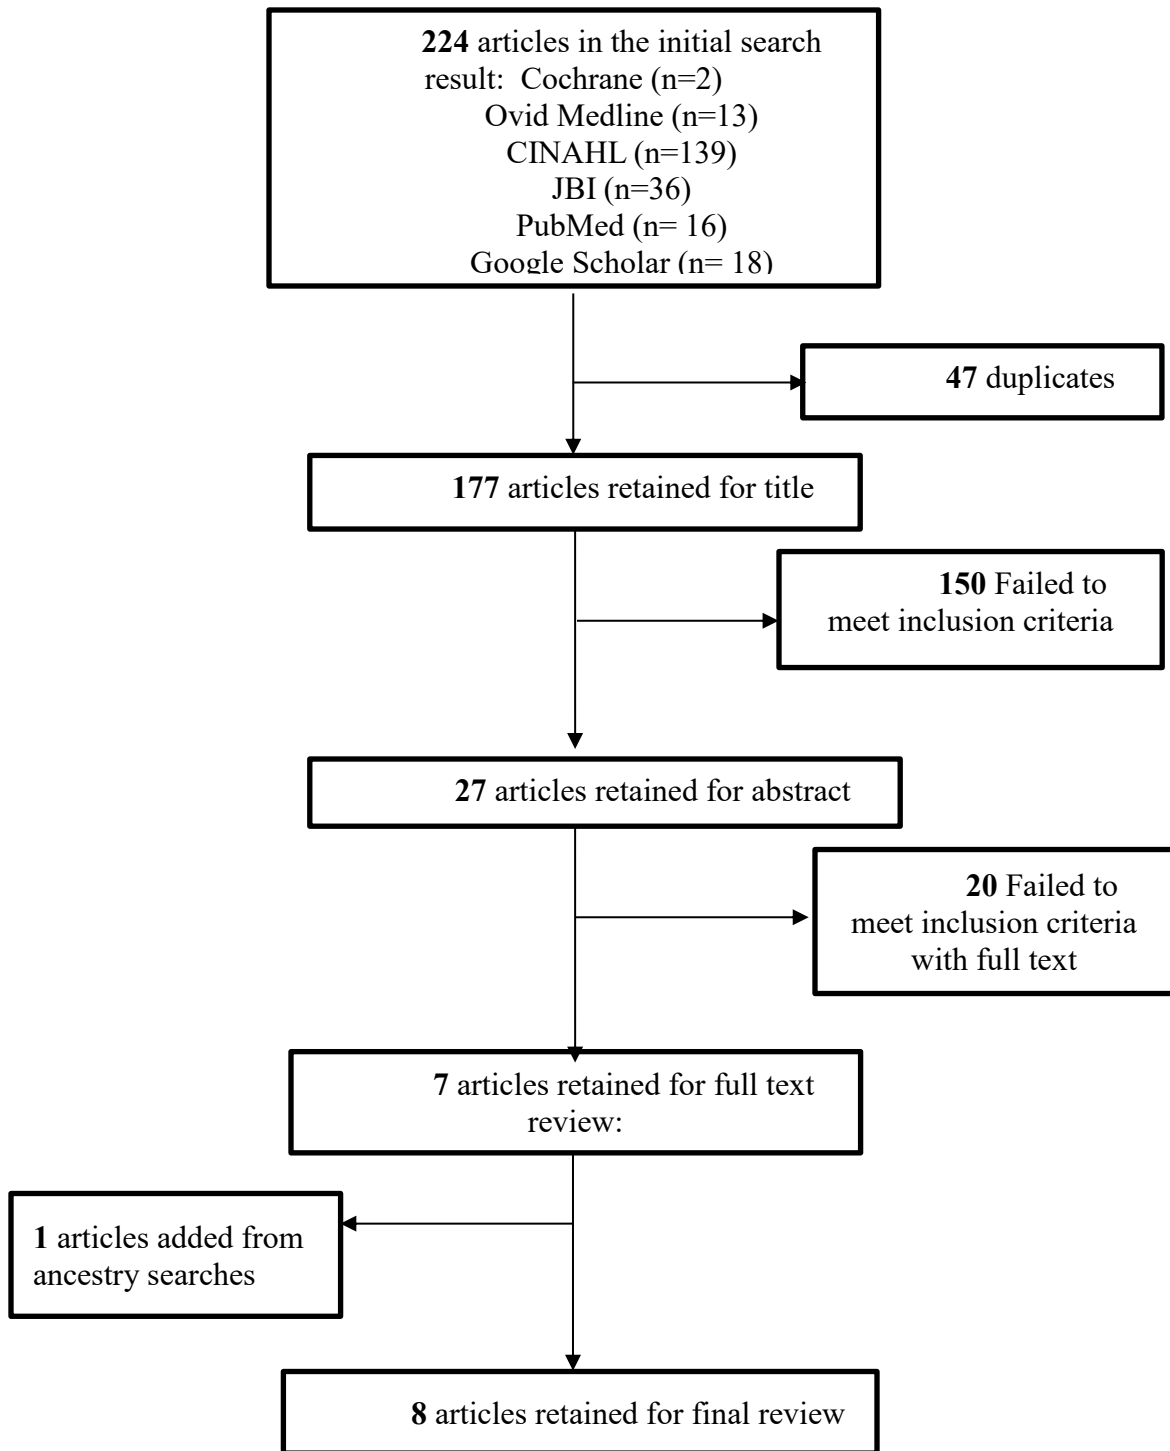 224 articles in the initial search
result:  Cochrane (n=2)
Ovid Medline (n=13)
CINAHL (n=139)
JBI (n=36)
PubMed (n= 16)
Google Scholar (n= 18)
47 duplicates
177 articles retained for title
150 Failed to
meet inclusion criteria
27 articles retained for abstract
20 Failed to
meet inclusion criteria
with full text
7 articles retained for full text
review:
1 articles added from
ancestry searches
8 articles retained for final review